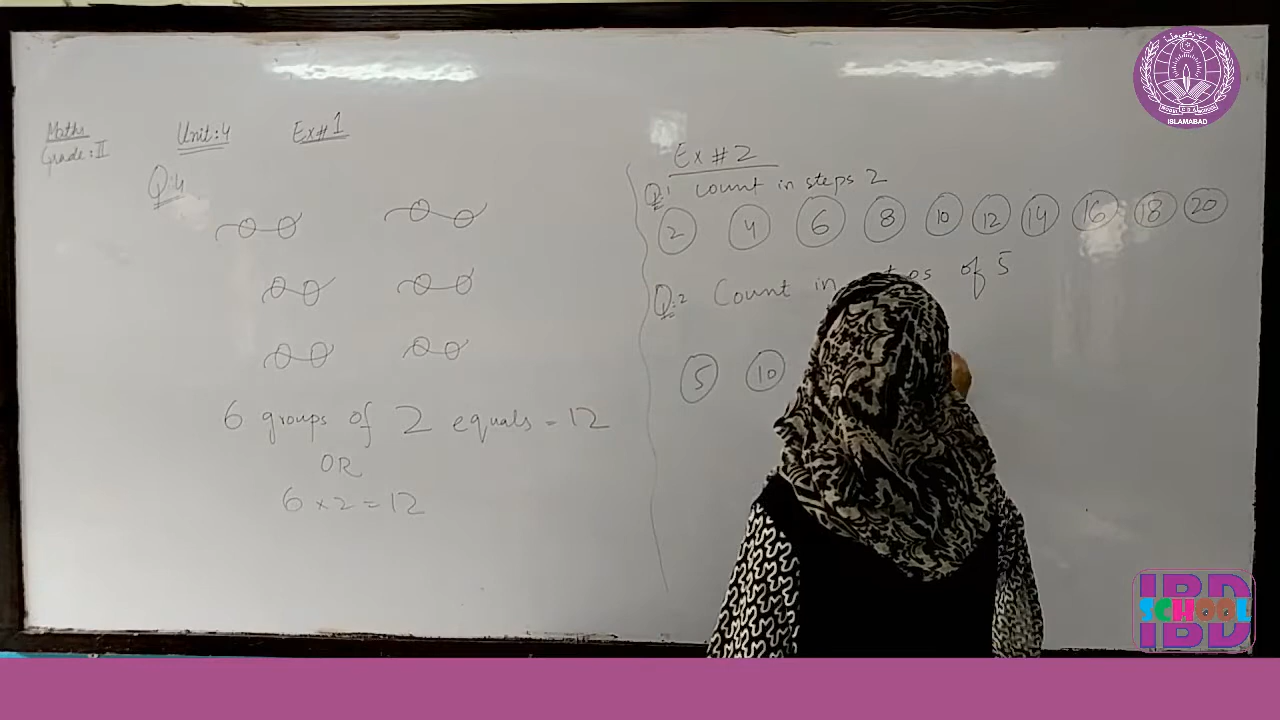 Maths
Grade: II
Unit: 4
Ex#1
Q:4
6 groups of 2 equals = 12
OR
6 × 2 = 12
Ex # 2
Q:1 Count in steps 2
2 4 6 8 10 12 14 16 18 20
Q:2 Count in of 5
5 10
ISLAMABAD
IBD
SCHOOL
IBD